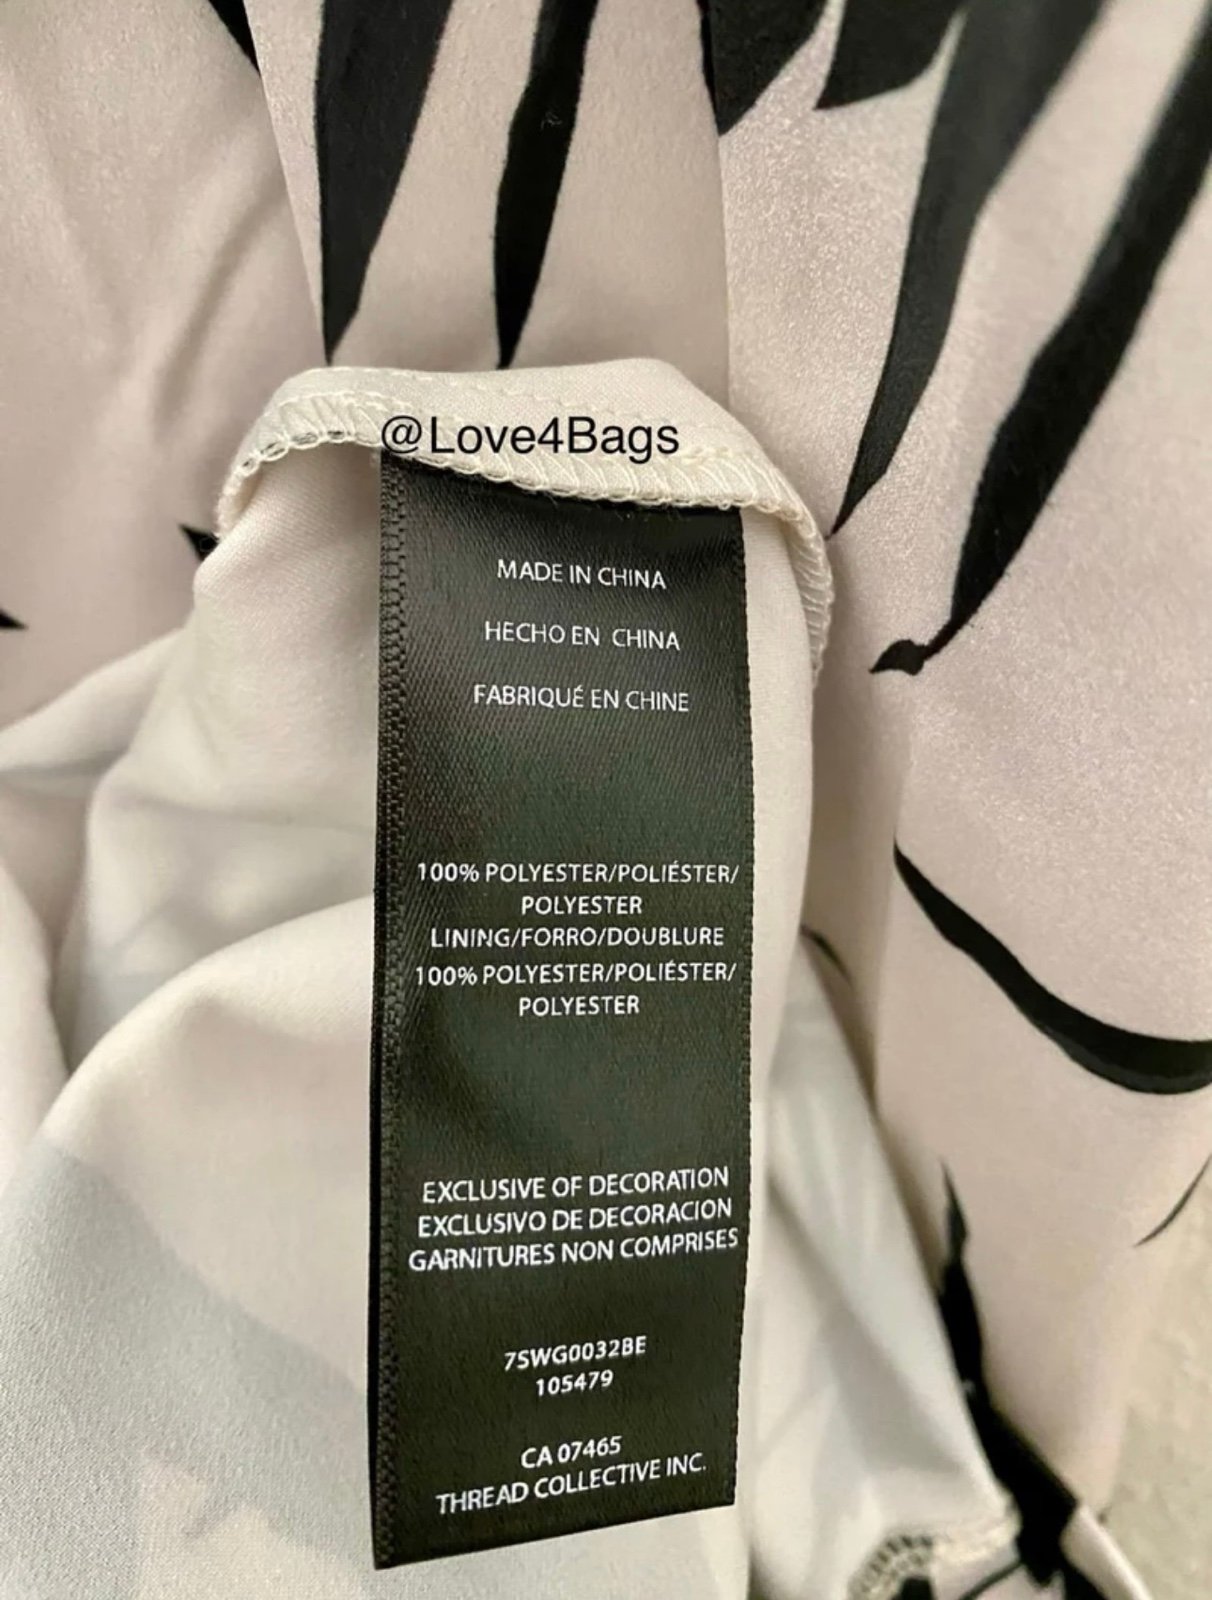 @Love4Bags
MADE IN CHINA
HECHO EN CHINA
FABRIQUÉ EN CHINE
100% POLYESTER/POLIÉSTER/
POLYESTER
LINING/FORRO/DOUBLURE
100% POLYESTER/POLIÉSTER/
POLYESTER
EXCLUSIVE OF DECORATION
EXCLUSIVO DE DECORACION
GARNITURES NON COMPRISES
7SWG0032BE
105479
CA 07465
THREAD COLLECTIVE INC.